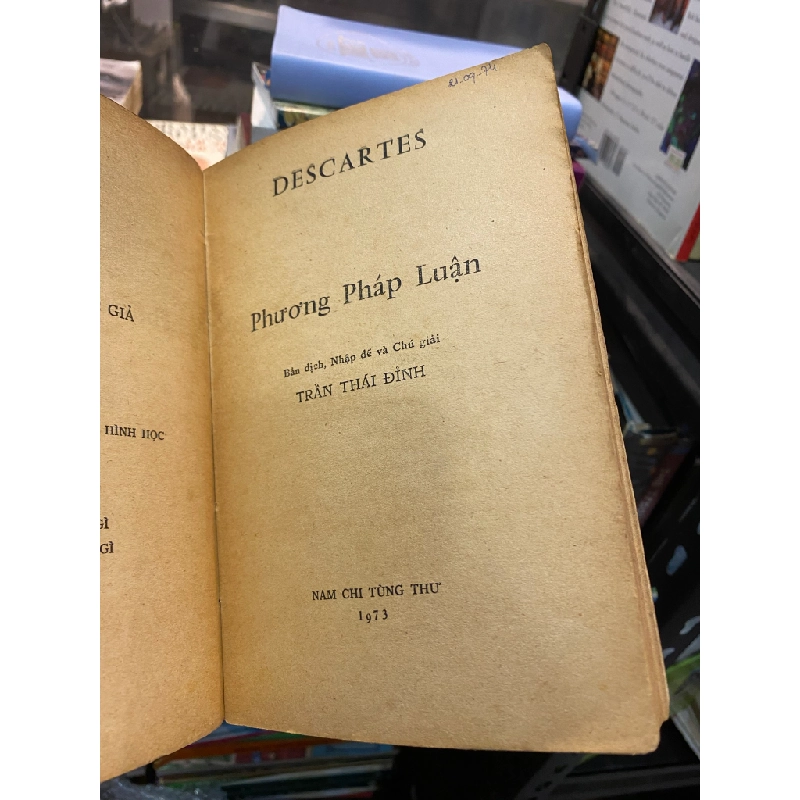 GIẢ
HÌNH HỌC
GÌ
GÌ
21-09-74
DESCARTES
Phương Pháp Luận
Bản dịch, Nhập đề và Chú giải
TRẦN THÁI ĐỈNH
NAM CHI TÙNG THƯ
1973